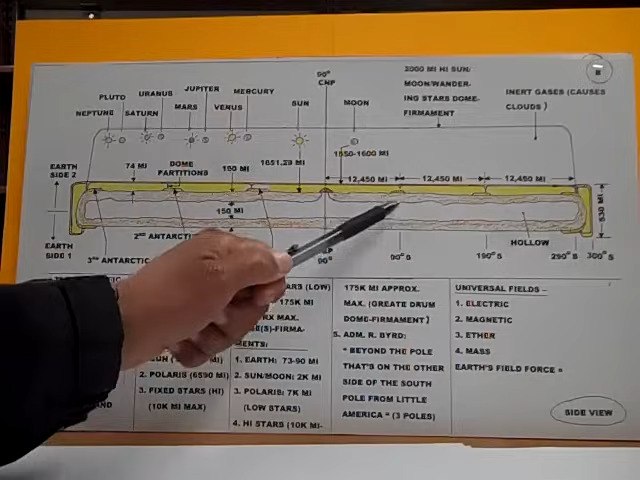 B
00°
CNP
2000 MI HI SUN/
MOON/WANDER-
ING STARS DOME-
FIRMAMENT
INERT GASES (CAUSES
CLOUDS)
PLUTO
URANUS
JUPITER
MERCURY
NEPTUNE
SATURN
MARS
VENUS
SUN
MOON
EARTH
SIDE 2
74 MI
DOME
PARTITIONS
1651.29 MI
12,450 MI
12,450 MI
12,450 MI
150 MI
530 MI
EARTH
SIDE 1
2ND ANTARCTIC
3RD ANTARCTIC
HOLLOW
00°
90°S
190°S
300°S
ARS (LOW)
175K MI
MAX.
(S)-FIRMA-
MENTS:
1. EARTH: 73-90 MI
2. SUN/MOON: 2K MI
3. POLARIS: 7K MI
(LOW STARS)
4. HI STARS (10K MI-
2. POLARIS (6590 MI)
3. FIXED STARS (HI)
(10K MI MAX)
175K MI APPROX.
MAX. (GREATE DRUM
DOME-FIRMAMENT)
5. ADM. R. BYRD:
" BEYOND THE POLE
THAT'S ON THE OTHER
SIDE OF THE SOUTH
POLE FROM LITTLE
AMERICA " (3 POLES)
UNIVERSAL FIELDS -
1. ELECTRIC
2. MAGNETIC
3. ETHER
4. MASS
EARTH'S FIELD FORCE =
SIDE VIEW